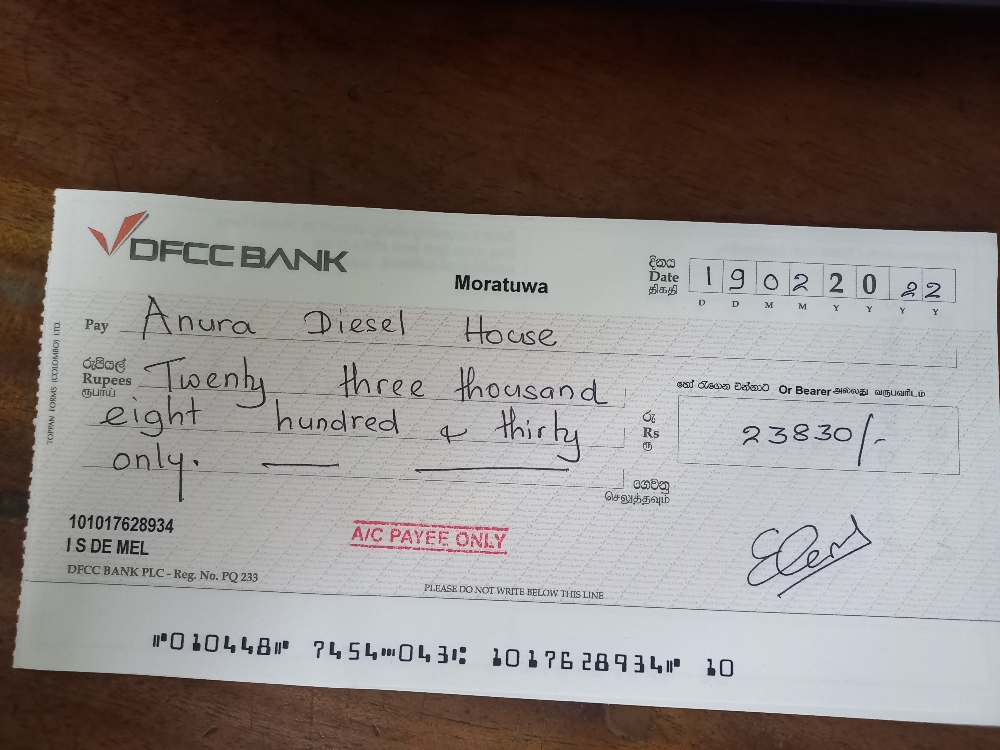 DFCC BANK
Moratuwa
දිනය
Date
திகதி
19022022
D D M M Y Y Y Y
Pay Anura Diesel House
රුපියල්
Rupees
ரூபாய்
Twenty three thousand
eight hundred & thirty
only.
හෝ රැගෙන එන්නාට Or Bearer அல்லது வருபவரிடம்
රු
Rs
ரூ
23830/-
ගෙවනු
செலுத்தவும்
TOPPAN FORMS (COLOMBO) LTD.
101017628934
I S DE MEL
A/C PAYEE ONLY
DFCC BANK PLC - Reg. No. PQ 233
PLEASE DO NOT WRITE BELOW THIS LINE
⑈010448⑈ 7454⑉043⑆ 101017628934⑈ 10